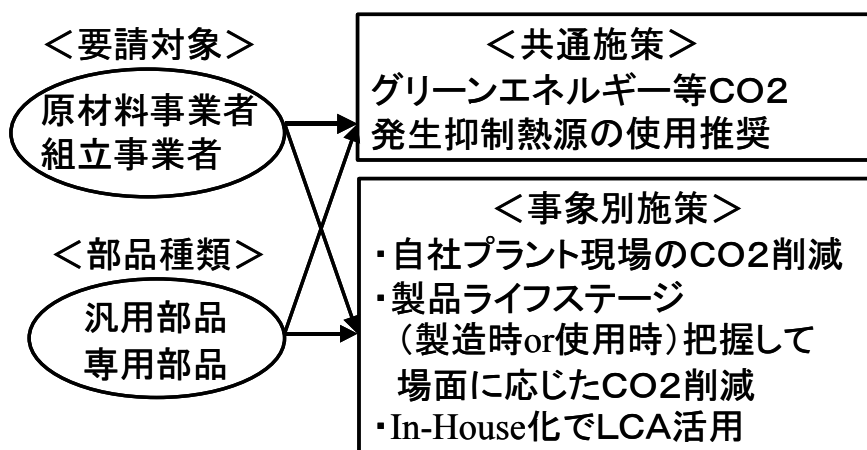 ＜要請対象＞
原材料事業者
組立事業者
＜部品種類＞
汎用部品
専用部品
＜共通施策＞
グリーンエネルギー等CO2
発生抑制熱源の使用推奨
＜事象別施策＞
・自社プラント現場のCO2削減
・製品ライフステージ
（製造時or使用時）把握して
場面に応じたCO2削減
・In-House化でLCA活用